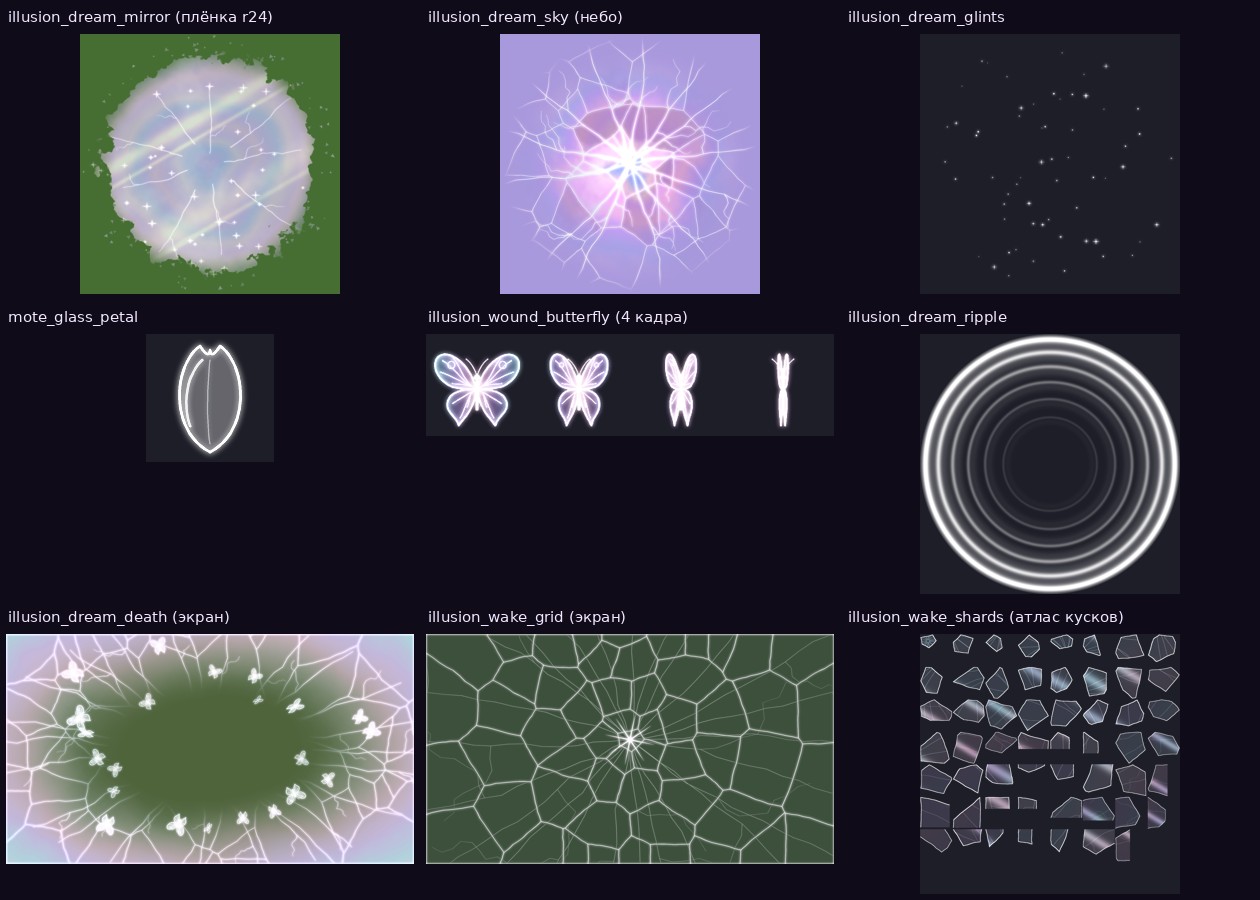 illusion_dream_mirror (плёнка r24)
illusion_dream_sky (небо)
illusion_dream_glints
mote_glass_petal
illusion_wound_butterfly (4 кадра)
illusion_dream_ripple
illusion_dream_death (экран)
illusion_wake_grid (экран)
illusion_wake_shards (атлас кусков)